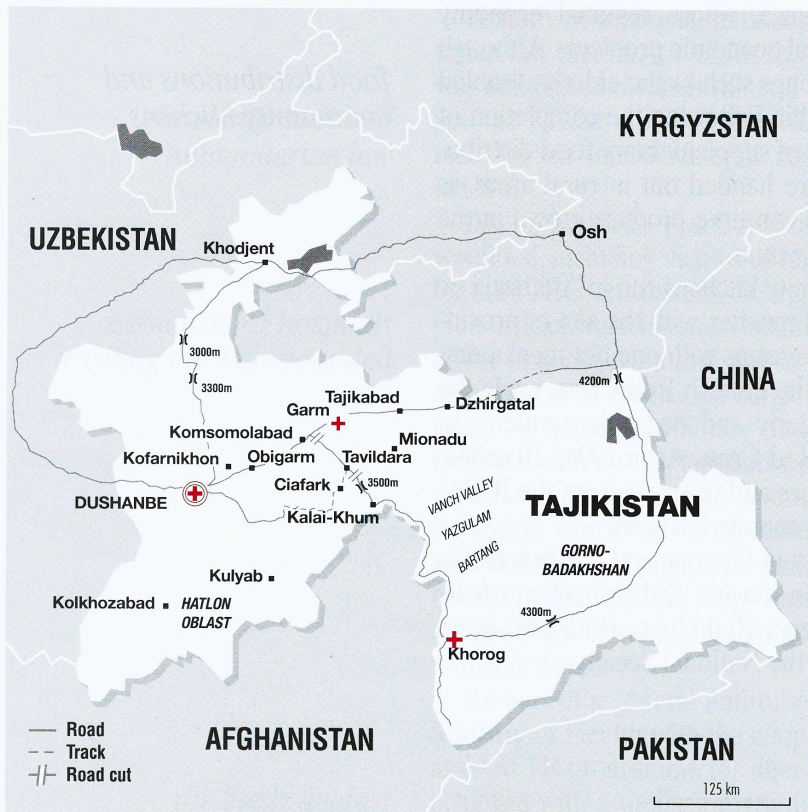 KYRGYZSTAN
UZBEKISTAN
Khodjent
Osh
3000m
3300m
4200m
CHINA
Tajikabad
Dzhirgatal
Garm
Komsomolabad
Mionadu
Kofarnikhon
Obigarm
Tavildara
Ciafark
3500m
DUSHANBE
Kalai-Khum
VANCH VALLEY
YAZGULAM
BARTANG
TAJIKISTAN
GORNO-
BADAKHSHAN
Kulyab
Kolkhozabad
HATLON
OBLAST
4300m
Khorog
Road
Track
Road cut
AFGHANISTAN
PAKISTAN
125 km